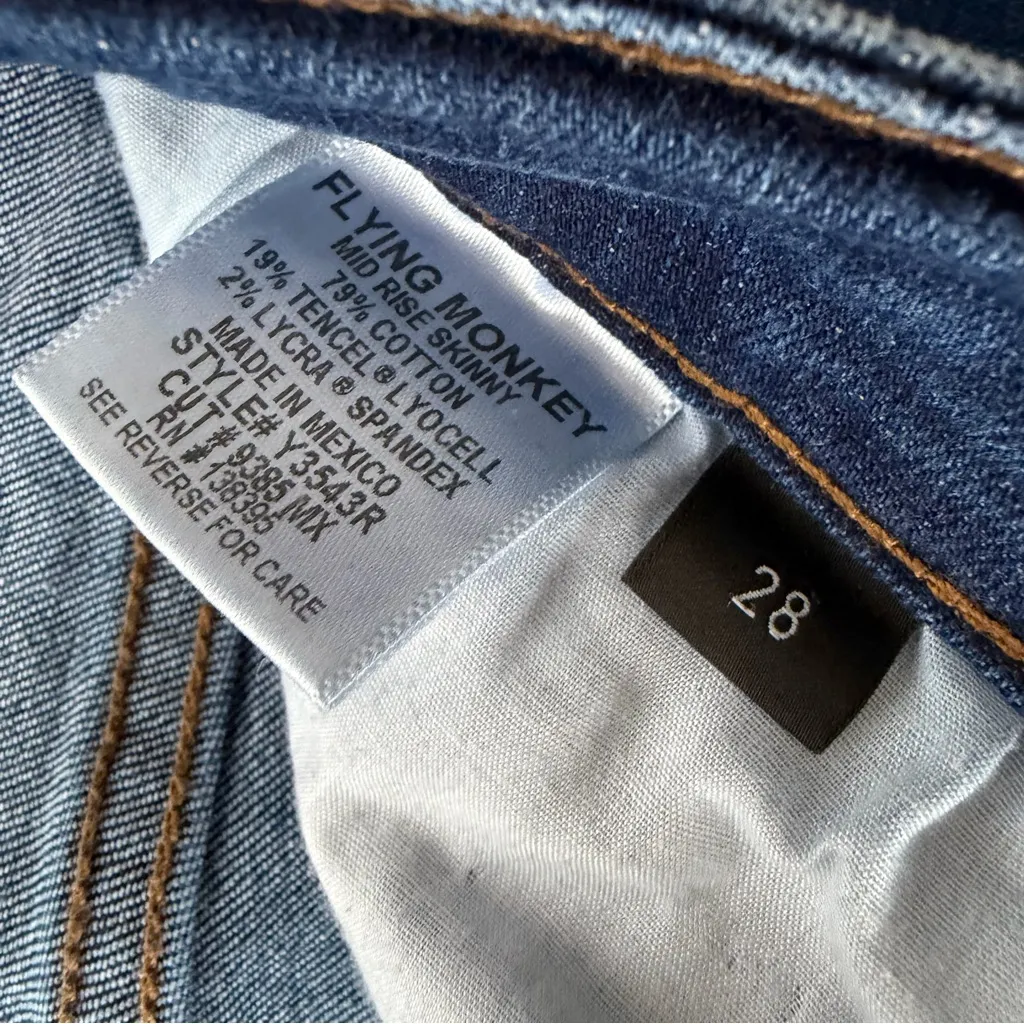 FLYING MONKEY
MID RISE SKINNY
79% COTTON
19% TENCEL® LYOCELL
2% LYCRA® SPANDEX
MADE IN MEXICO
STYLE# Y3543R
CUT # 9385 MX
RN # 138395
SEE REVERSE FOR CARE
28